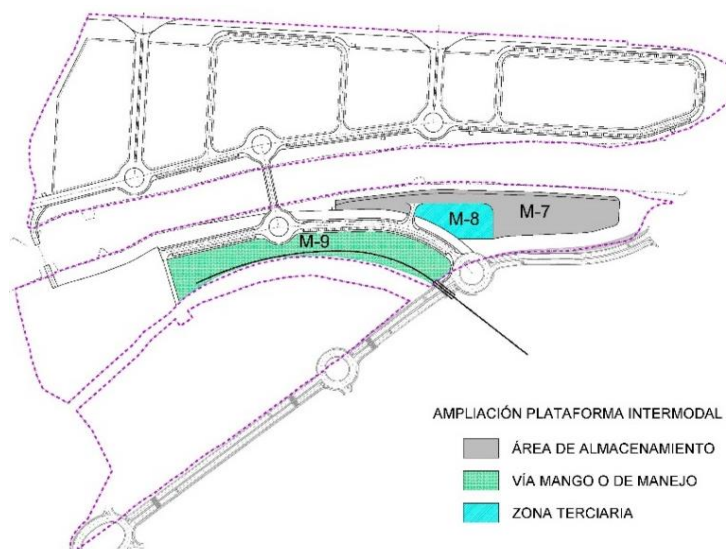 M-8
M-7
M-9
AMPLIACIÓN PLATAFORMA INTERMODAL
ÁREA DE ALMACENAMIENTO
VÍA MANGO O DE MANEJO
ZONA TERCIARIA